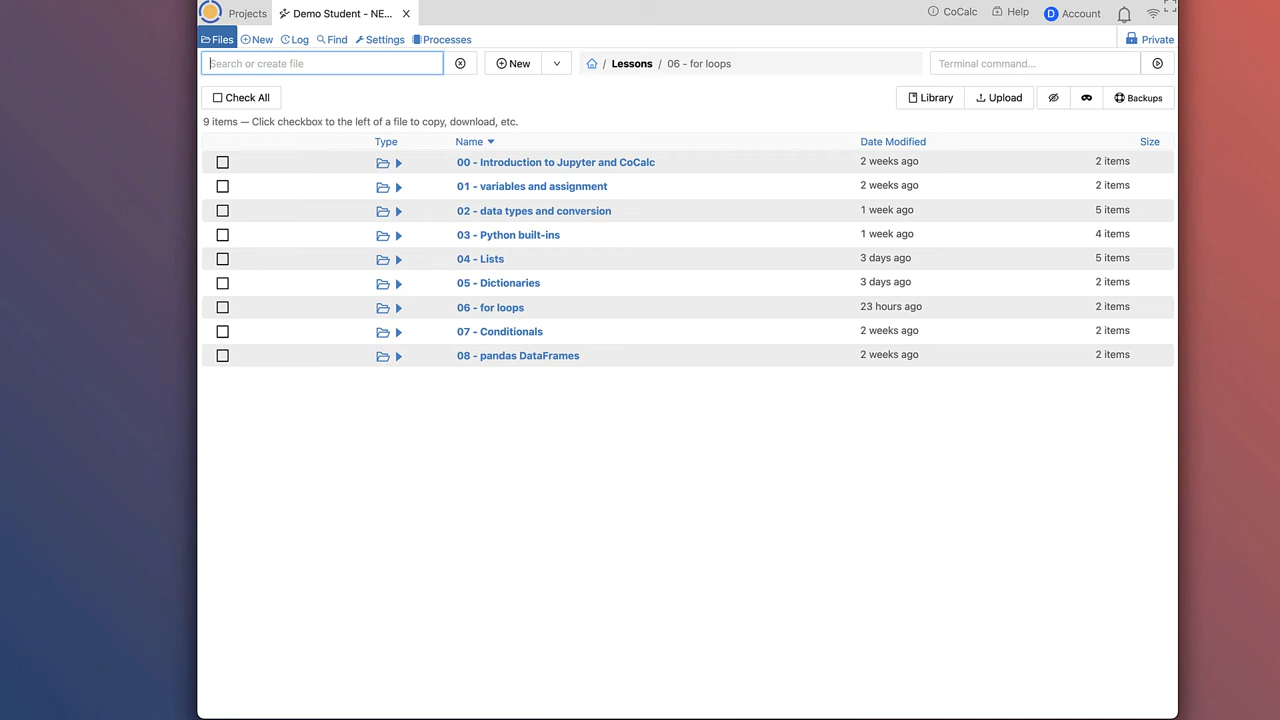 Projects Demo Student - NE... CoCalc Help D Account
Files New Log Find Settings Processes Private
Search or create file New / Lessons / 06 - for loops Terminal command...
Check All Library Upload Backups
9 items — Click checkbox to the left of a file to copy, download, etc.
Type Name Date Modified Size
00 - Introduction to Jupyter and CoCalc 2 weeks ago 2 items
01 - variables and assignment 2 weeks ago 2 items
02 - data types and conversion 1 week ago 5 items
03 - Python built-ins 1 week ago 4 items
04 - Lists 3 days ago 5 items
05 - Dictionaries 3 days ago 2 items
06 - for loops 23 hours ago 2 items
07 - Conditionals 2 weeks ago 2 items
08 - pandas DataFrames 2 weeks ago 2 items